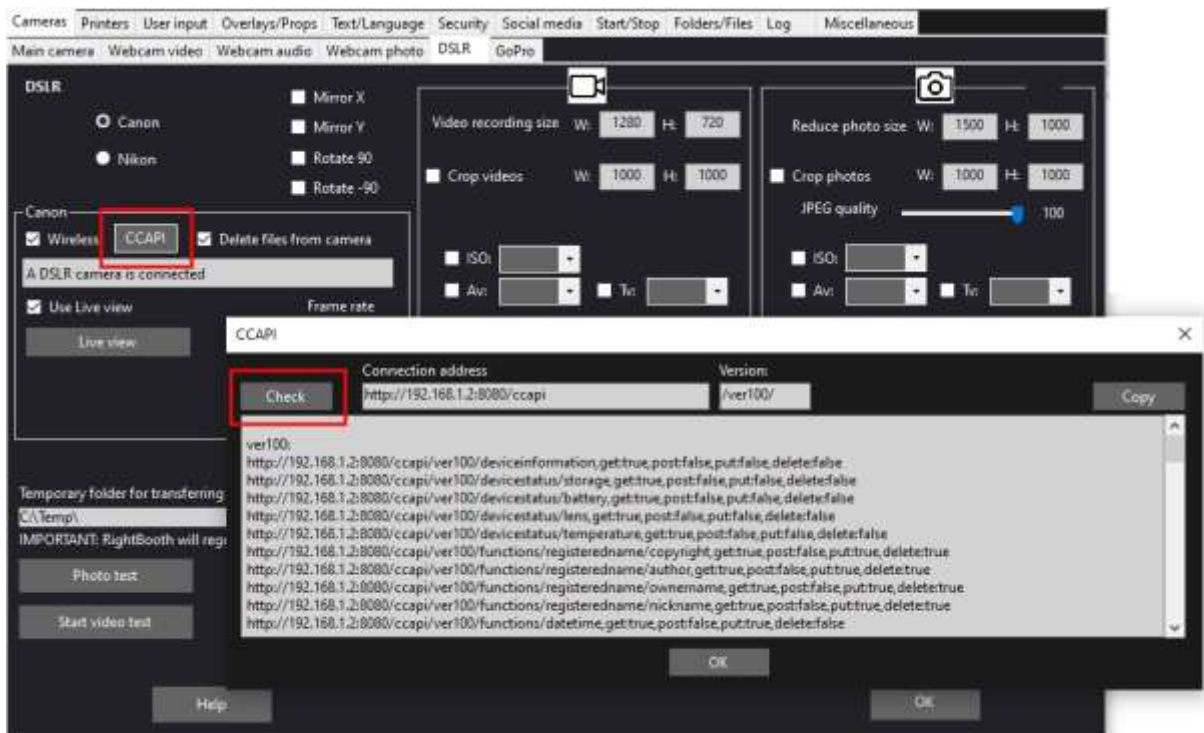 Cameras Printers User input Overlays/Props Text/Language Security Social media Start/Stop Folders/Files Log Miscellaneous
Main camera Webcam video Webcam audio Webcam photo DSLR GoPro
DSLR
Canon
Nikon
Mirror X
Mirror Y
Rotate 90
Rotate -90
Video recording size W: 1280 H: 720
Crop videos W: 1000 H: 1000
ISO:
Av: Tv:
Reduce photo size W: 1500 H: 1000
Crop photos W: 1000 H: 1000
JPEG quality 100
ISO:
Av: Tv:
Canon
Wireless CCAPI Delete files from camera
A DSLR camera is connected
Use Live view Frame rate
Live view
Temporary folder for transferring
C:\Temp\
IMPORTANT: RightBooth will
Photo test
Start video test
Help
OK
CCAPI
Connection address Version:
Check http://192.168.1.2:8080/ccapi /ver100/ Copy
ver100:
http://192.168.1.2:8080/ccapi/ver100/deviceinformation,get:true,post:false,put:false,delete:false
http://192.168.1.2:8080/ccapi/ver100/devicestatus/storage,get:true,post:false,put:false,delete:false
http://192.168.1.2:8080/ccapi/ver100/devicestatus/battery,get:true,post:false,put:false,delete:false
http://192.168.1.2:8080/ccapi/ver100/devicestatus/lens,get:true,post:false,put:false,delete:false
http://192.168.1.2:8080/ccapi/ver100/devicestatus/temperature,get:true,post:false,put:false,delete:false
http://192.168.1.2:8080/ccapi/ver100/functions/registeredname/copyright,get:true,post:false,put:true,delete:true
http://192.168.1.2:8080/ccapi/ver100/functions/registeredname/author,get:true,post:false,put:true,delete:true
http://192.168.1.2:8080/ccapi/ver100/functions/registeredname/ownername,get:true,post:false,put:true,delete:true
http://192.168.1.2:8080/ccapi/ver100/functions/registeredname/nickname,get:true,post:false,put:true,delete:true
http://192.168.1.2:8080/ccapi/ver100/functions/datetime,get:true,post:false,put:true,delete:false
OK